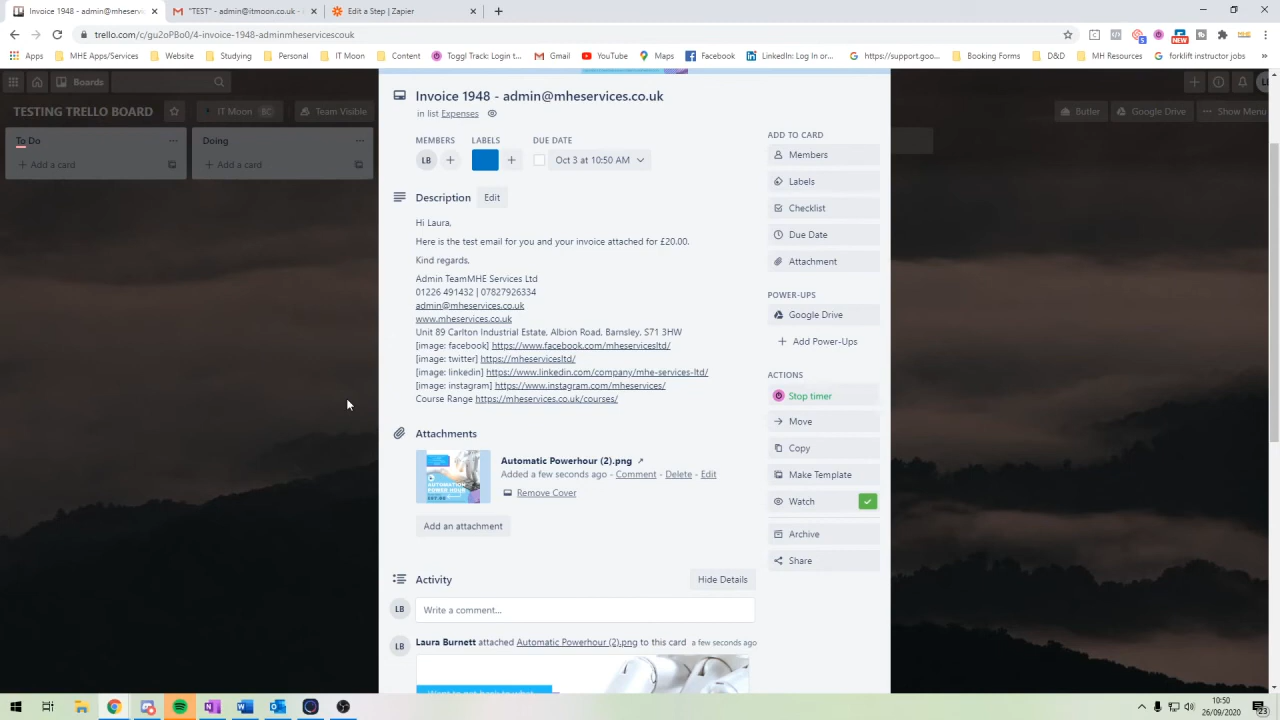 Invoice 1948 - admin@mheservic
"TEST" - admin@itmoon.co.uk -
Edit a Step | Zapier
trello.com/c/gu2oPBo0/4-invoice-1948-adminmheservicescouk
NEW
Apps
MHE Apps/Services
Website
Studying
Personal
IT Moon
Content
Toggl Track: Login t...
Gmail
YouTube
Maps
Facebook
LinkedIn: Log In or...
https://support.goo...
Booking Forms
D&D
MH Resources
forklift instructor jobs
Boards
TESTING TROLLO BOARD
IT Moon
BC
Team Visible
Butler
Google Drive
Show Menu
To Do
Add a card
Doing
Add a card
Invoice 1948 - admin@mheservices.co.uk
in list Expenses
MEMBERS
LABELS
DUE DATE
LB
Oct 3 at 10:50 AM
Description
Edit
Hi Laura,
Here is the test email for you and your invoice attached for £20.00.
Kind regards,
Admin TeamMHE Services Ltd
01226 491432 | 07827926334
admin@mheservices.co.uk
www.mheservices.co.uk
Unit 89 Carlton Industrial Estate, Albion Road, Barnsley, S71 3HW
[image: facebook] https://www.facebook.com/mheservicesltd/
[image: twitter] https://mheservicesltd/
[image: linkedin] https://www.linkedin.com/company/mhe-services-ltd/
[image: instagram] https://www.instagram.com/mheservices/
Course Range https://mheservices.co.uk/courses/
Attachments
AUTOMATION
POWER HOUR
Automatic Powerhour (2).png
Added a few seconds ago - Comment - Delete - Edit
Remove Cover
Add an attachment
Activity
Hide Details
LB
Write a comment...
LB
Laura Burnett attached Automatic Powerhour (2).png to this card a few seconds ago
ADD TO CARD
Members
Labels
Checklist
Due Date
Attachment
POWER-UPS
Google Drive
Add Power-Ups
ACTIONS
Stop timer
Move
Copy
Make Template
Watch
Archive
Share
10:50
26/09/2020
23